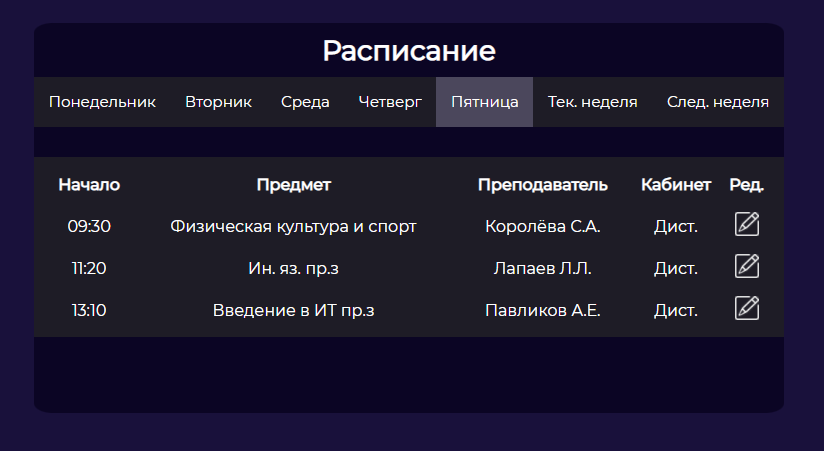 Расписание
Понедельник Вторник Среда Четверг Пятница Тек. неделя След. неделя
Начало Предмет Преподаватель Кабинет Ред.
09:30 Физическая культура и спорт Королёва С.А. Дист.
11:20 Ин. яз. пр.з Лапаев Л.Л. Дист.
13:10 Введение в ИТ пр.з Павликов А.Е. Дист.